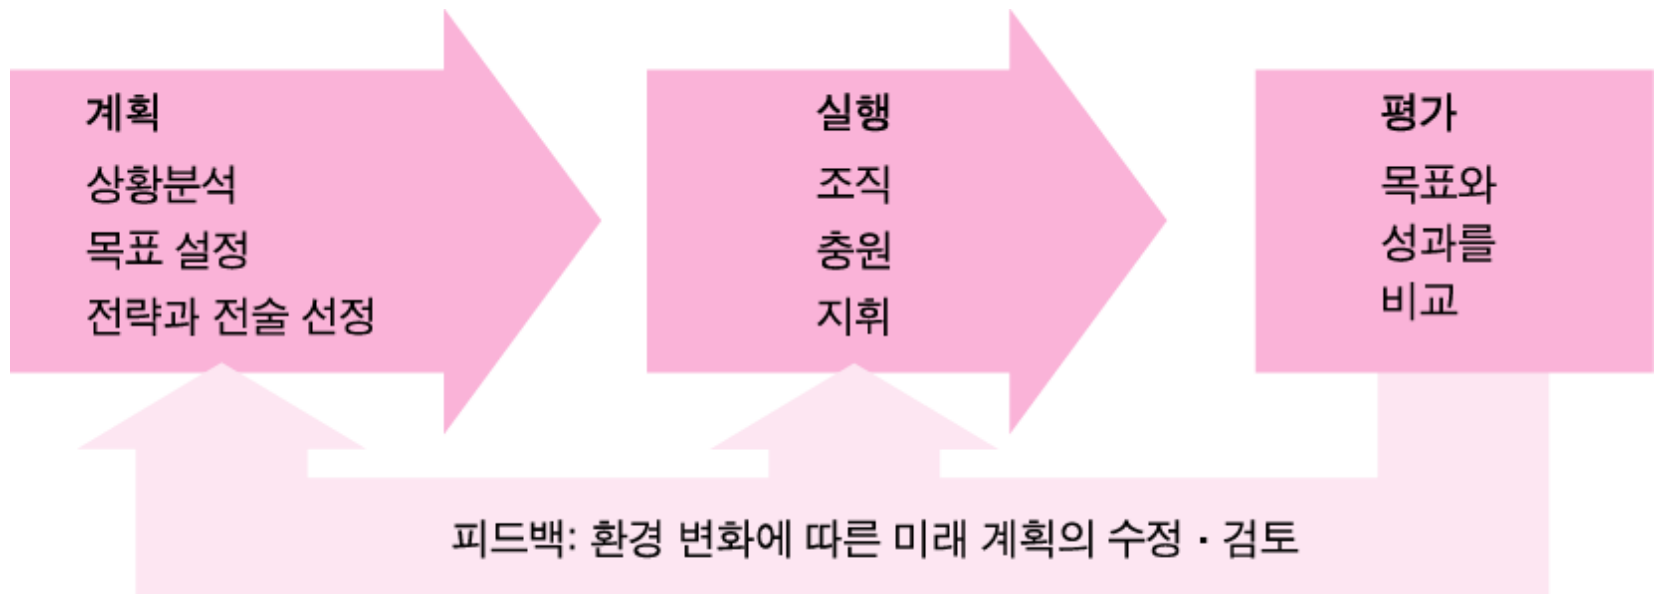 계획
상황분석
목표 설정
전략과 전술 선정
실행
조직
충원
지휘
평가
목표와
성과를
비교
피드백: 환경 변화에 따른 미래 계획의 수정 · 검토